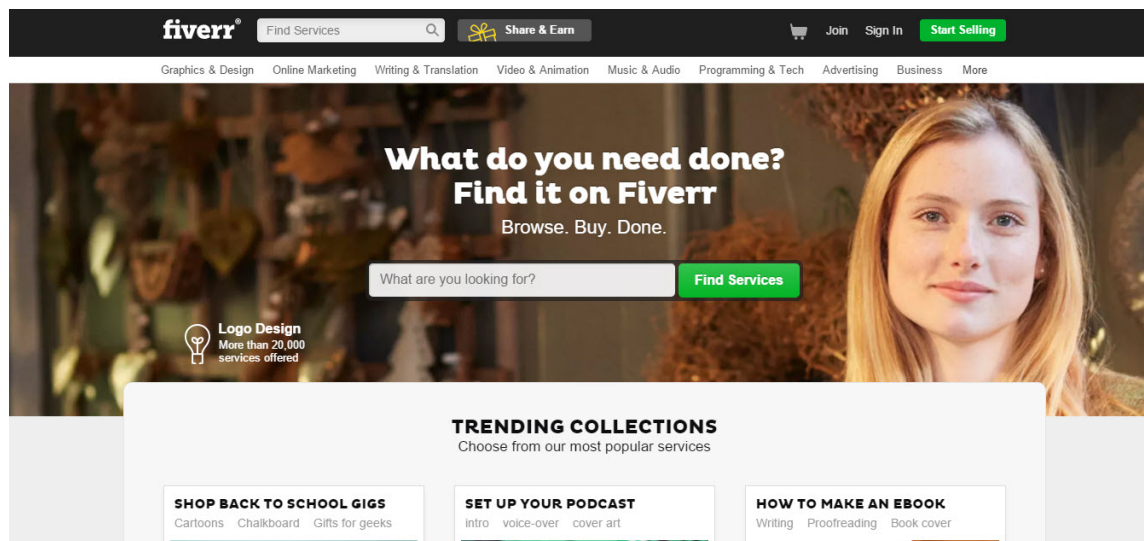 fiverr®
Find Services
Share & Earn
Join
Sign In
Start Selling
Graphics & Design
Online Marketing
Writing & Translation
Video & Animation
Music & Audio
Programming & Tech
Advertising
Business
More
What do you need done?
Find it on Fiverr
Browse. Buy. Done.
What are you looking for?
Find Services
Logo Design
More than 20,000
services offered
TRENDING COLLECTIONS
Choose from our most popular services
SHOP BACK TO SCHOOL GIGS
Cartoons Chalkboard Gifts for geeks
SET UP YOUR PODCAST
intro voice-over cover art
HOW TO MAKE AN EBOOK
Writing Proofreading Book cover